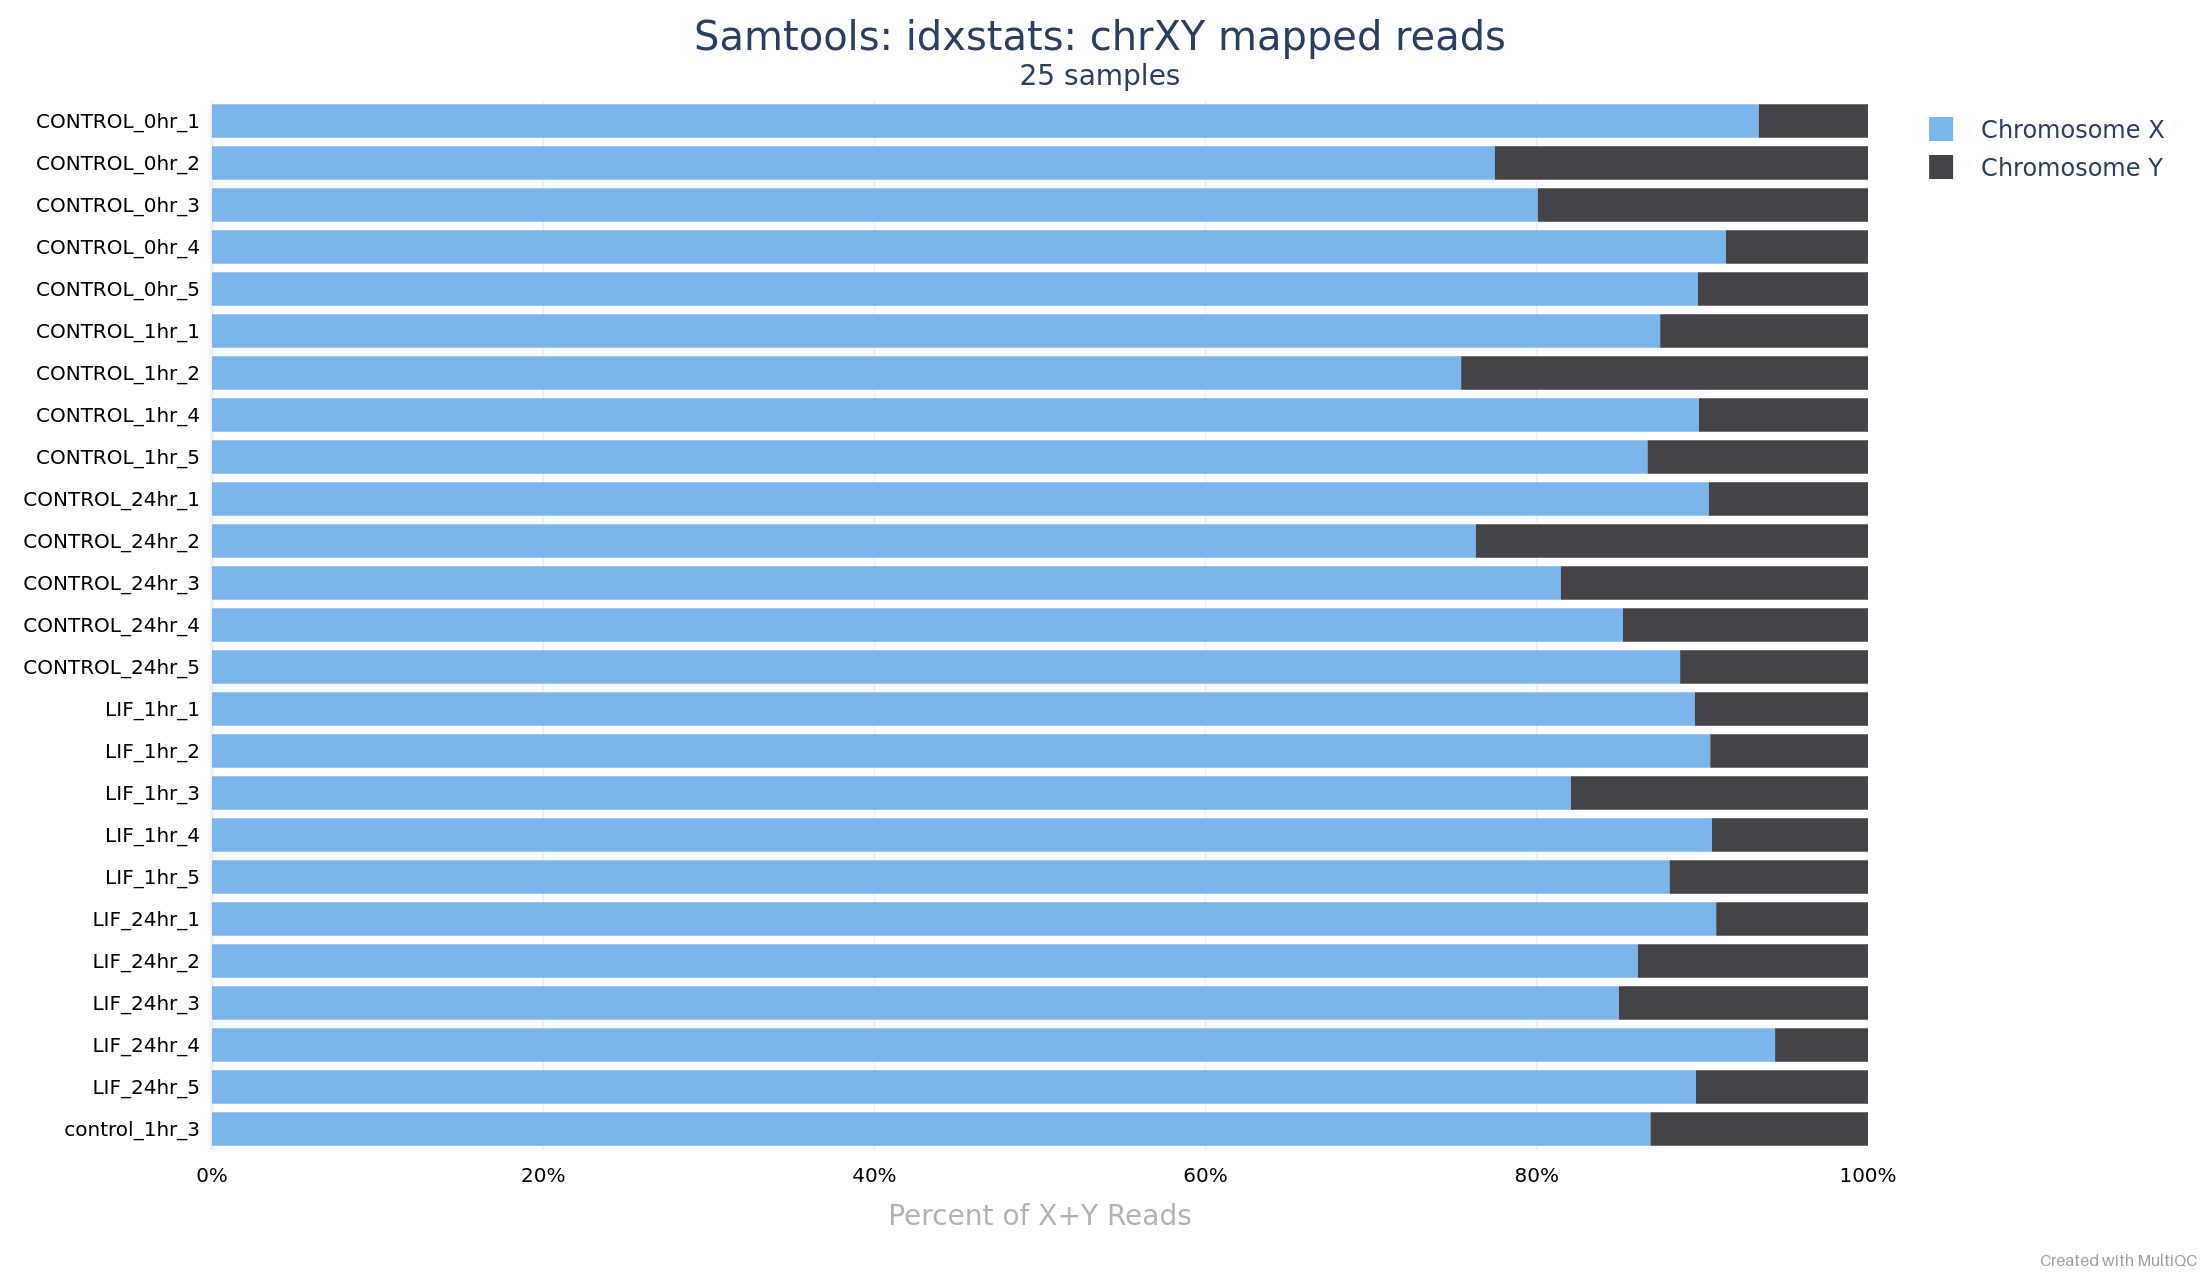 Samtools: idxstats: chrXY mapped reads
25 samples
CONTROL_0hr_1
CONTROL_0hr_2
CONTROL_0hr_3
CONTROL_0hr_4
CONTROL_0hr_5
CONTROL_1hr_1
CONTROL_1hr_2
CONTROL_1hr_4
CONTROL_1hr_5
CONTROL_24hr_1
CONTROL_24hr_2
CONTROL_24hr_3
CONTROL_24hr_4
CONTROL_24hr_5
LIF_1hr_1
LIF_1hr_2
LIF_1hr_3
LIF_1hr_4
LIF_1hr_5
LIF_24hr_1
LIF_24hr_2
LIF_24hr_3
LIF_24hr_4
LIF_24hr_5
control_1hr_3
0% 20% 40% 60% 80% 100%
Percent of X+Y Reads
Chromosome X
Chromosome Y
Created with MultiQC